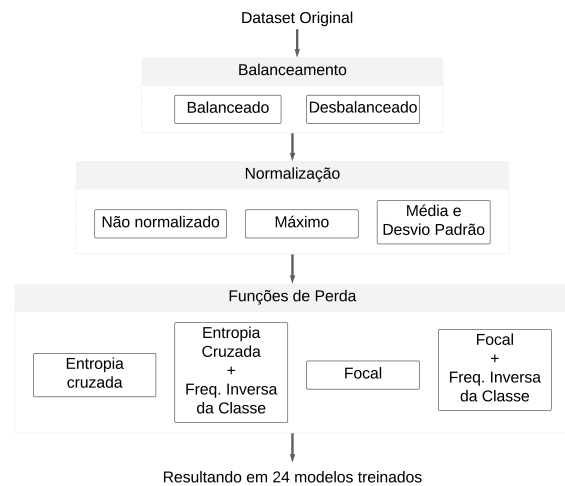 Dataset Original
Balanceamento
Balanceado
Desbalanceado
Normalização
Não normalizado
Máximo
Média e
Desvio Padrão
Funções de Perda
Entropia
cruzada
Entropia
Cruzada
+
Freq. Inversa
da Classe
Focal
Focal
+
Freq. Inversa
da Classe
Resultando em 24 modelos treinados